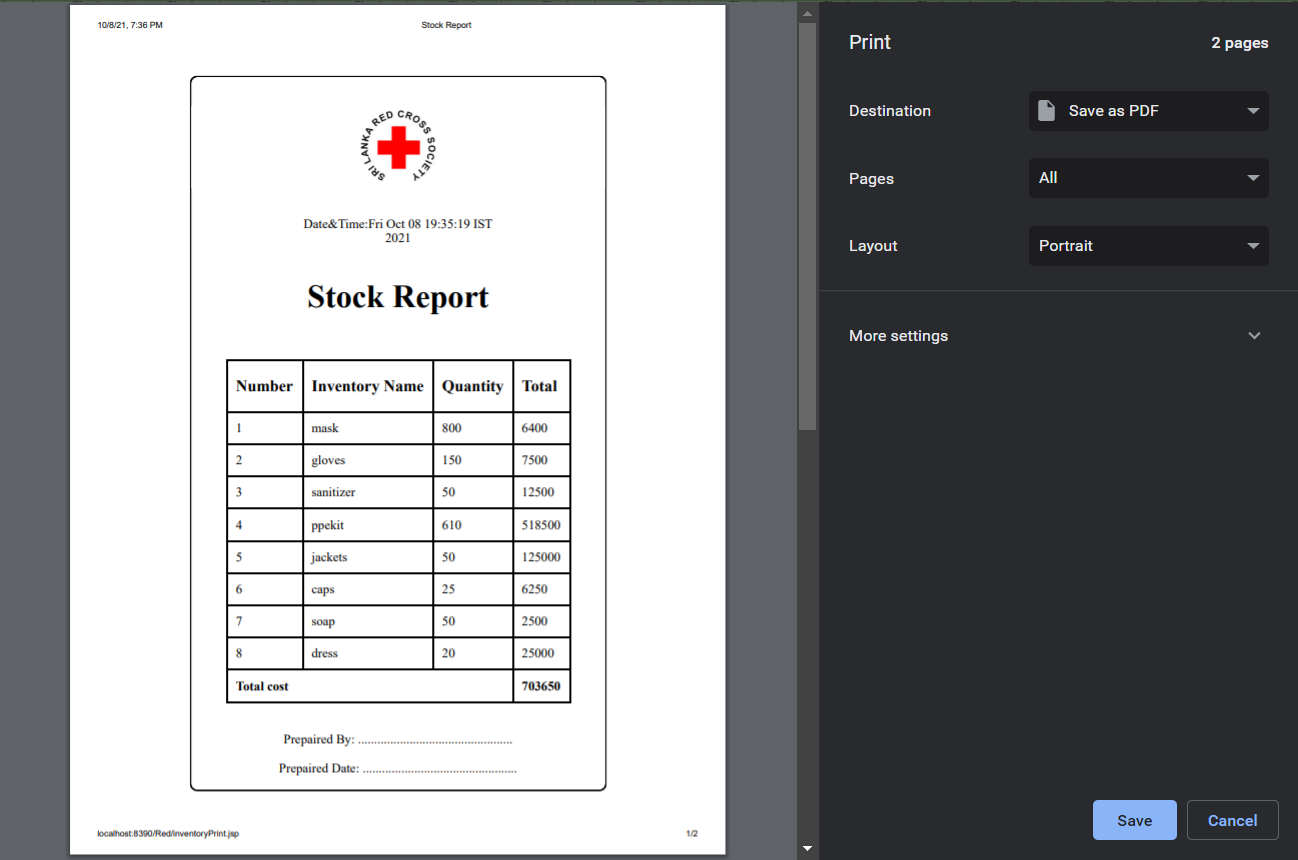 10/8/21, 7:36 PM Stock Report
SRI LANKA RED CROSS SOCIETY
Date&Time:Fri Oct 08 19:35:19 IST
2021
Stock Report
Number Inventory Name Quantity Total
1 mask 800 6400
2 gloves 150 7500
3 sanitizer 50 12500
4 ppekit 610 518500
5 jackets 50 125000
6 caps 25 6250
7 soap 50 2500
8 dress 20 25000
Total cost 703650
Prepaired By: ................................................
Prepaired Date: ................................................
localhost:8390/Red/inventoryPrint.jsp 1/2
Print 2 pages
Destination Save as PDF
Pages All
Layout Portrait
More settings
Save Cancel